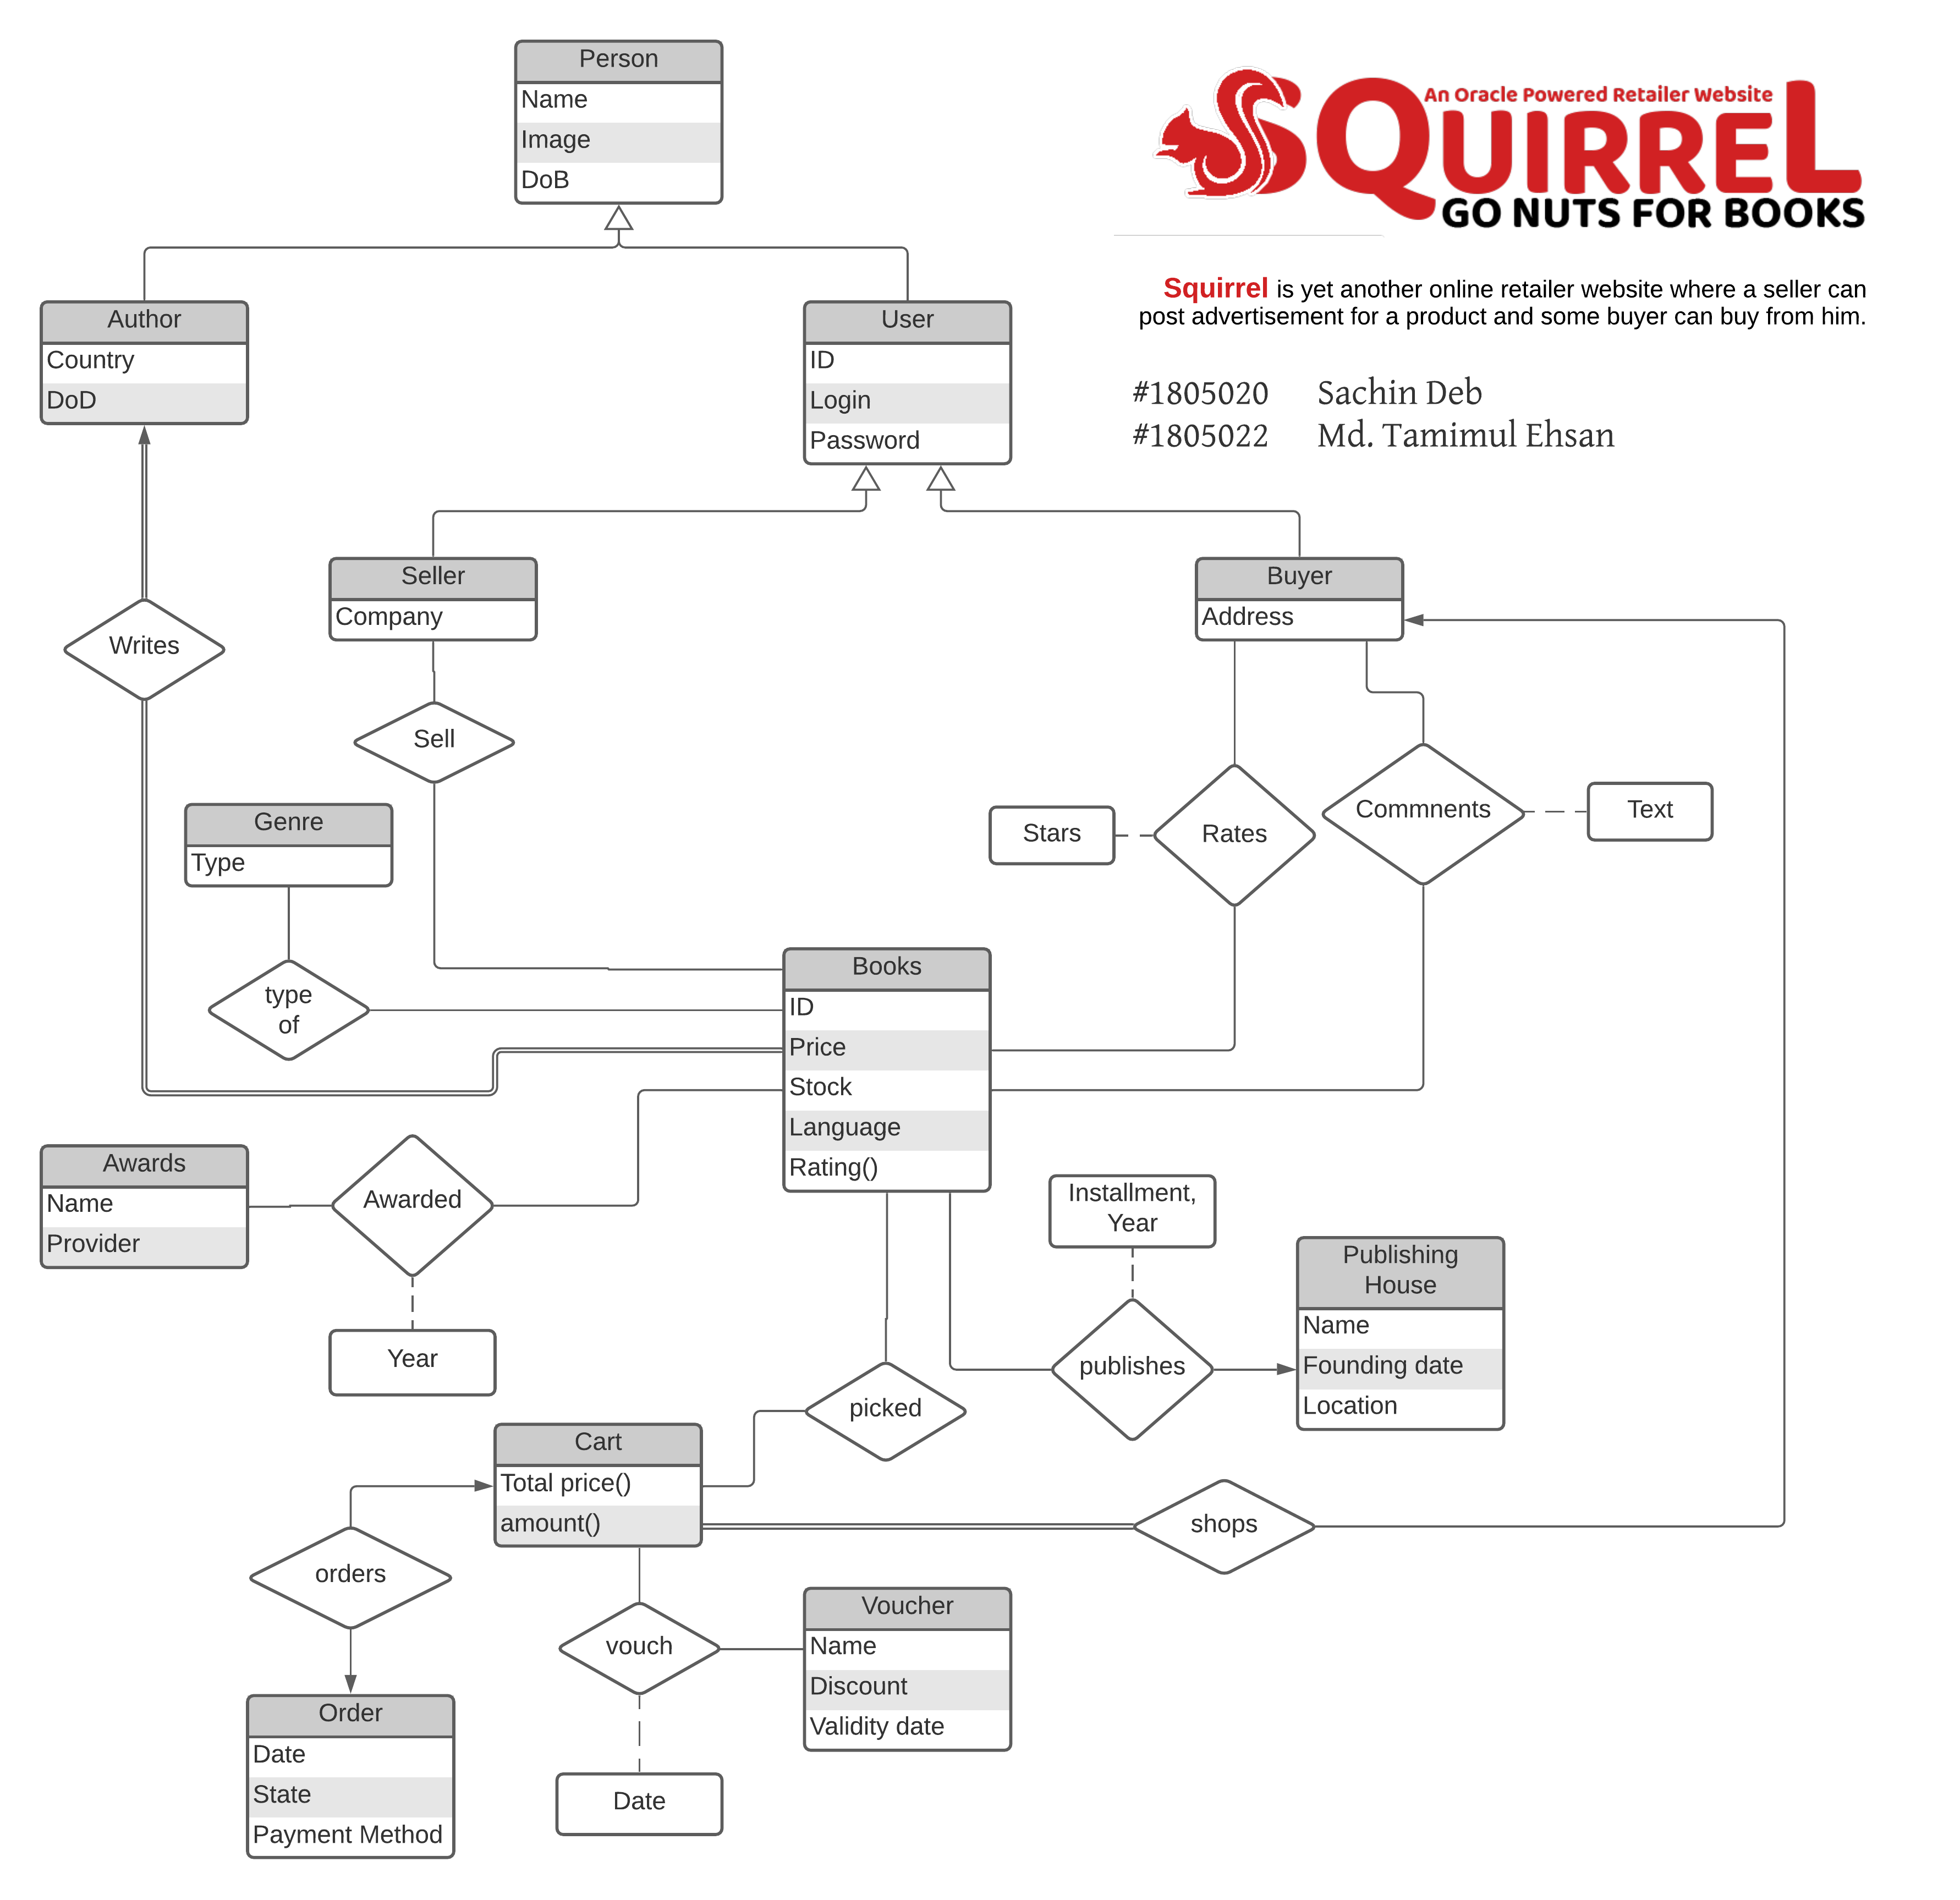 Person
Name
Image
DoB
An Oracle Powered Retailer Website
SQUIRREL
GO NUTS FOR BOOKS
Squirrel is yet another online retailer website where a seller can
post advertisement for a product and some buyer can buy from him.
#1805020 Sachin Deb
#1805022 Md. Tamimul Ehsan
Author
Country
DoD
User
ID
Login
Password
Writes
Seller
Company
Buyer
Address
Sell
Genre
Type
Stars
Rates
Commnents
Text
type
of
Books
ID
Price
Stock
Language
Rating()
Awards
Name
Provider
Awarded
Year
Installment,
Year
Publishing
House
Name
Founding date
Location
publishes
picked
Cart
Total price()
amount()
shops
orders
vouch
Voucher
Name
Discount
Validity date
Order
Date
State
Payment Method
Date